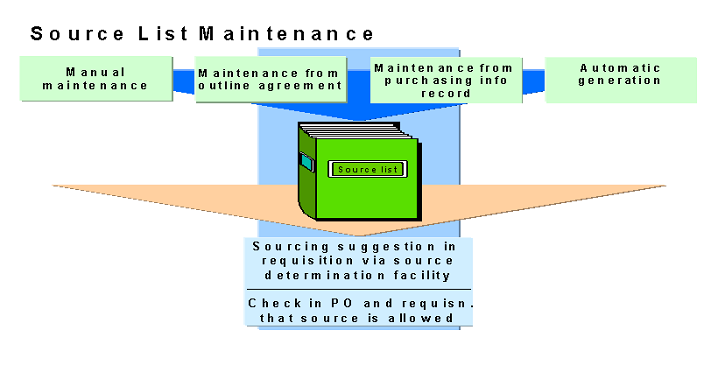 Source List Maintenance
Manual
maintenance
Maintenance from
outline agreement
Maintenance from
purchasing info
record
Automatic
generation
Source list
Sourcing suggestion in
requisition via source
determination facility
Check in PO and requisn.
that source is allowed